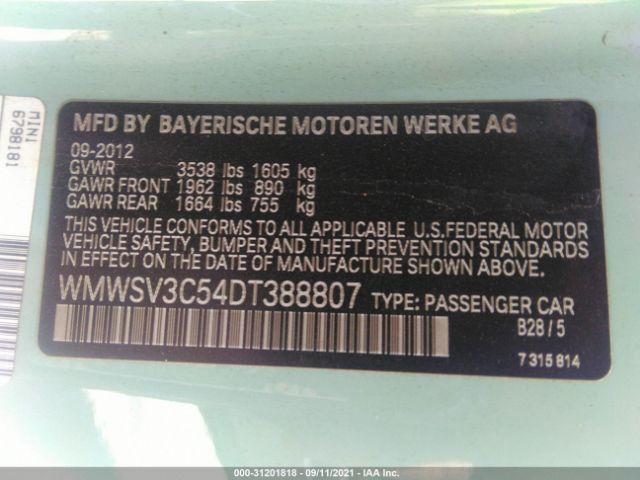 MINI
6798181
MFD BY BAYERISCHE MOTOREN WERKE AG
09-2012
GVWR 3538 lbs 1605 kg
GAWR FRONT 1962 lbs 890 kg
GAWR REAR 1664 lbs 755 kg
THIS VEHICLE CONFORMS TO ALL APPLICABLE U.S.FEDERAL MOTOR
VEHICLE SAFETY, BUMPER AND THEFT PREVENTION STANDARDS
IN EFFECT ON THE DATE OF MANUFACTURE SHOWN ABOVE.
WMWSV3C54DT388807 TYPE: PASSENGER CAR
B28/5
7315814
000-31201818 - 09/11/2021 - IAA, Inc.